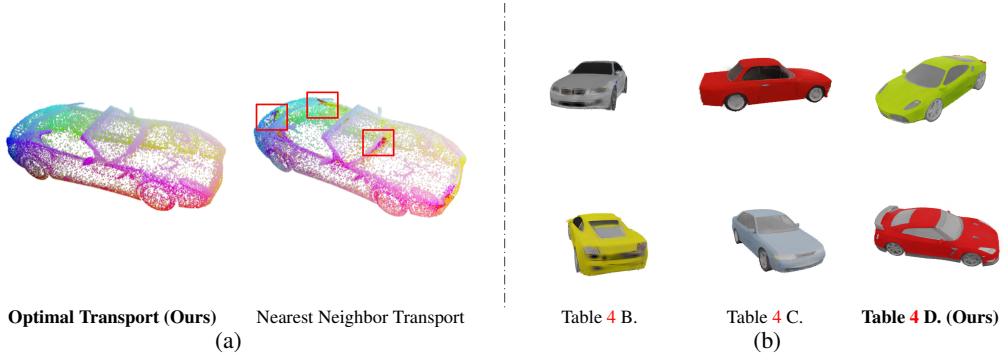 Optimal Transport (Ours) Nearest Neighbor Transport
(a)
Table 4 B. Table 4 C. Table 4 D. (Ours)
(b)